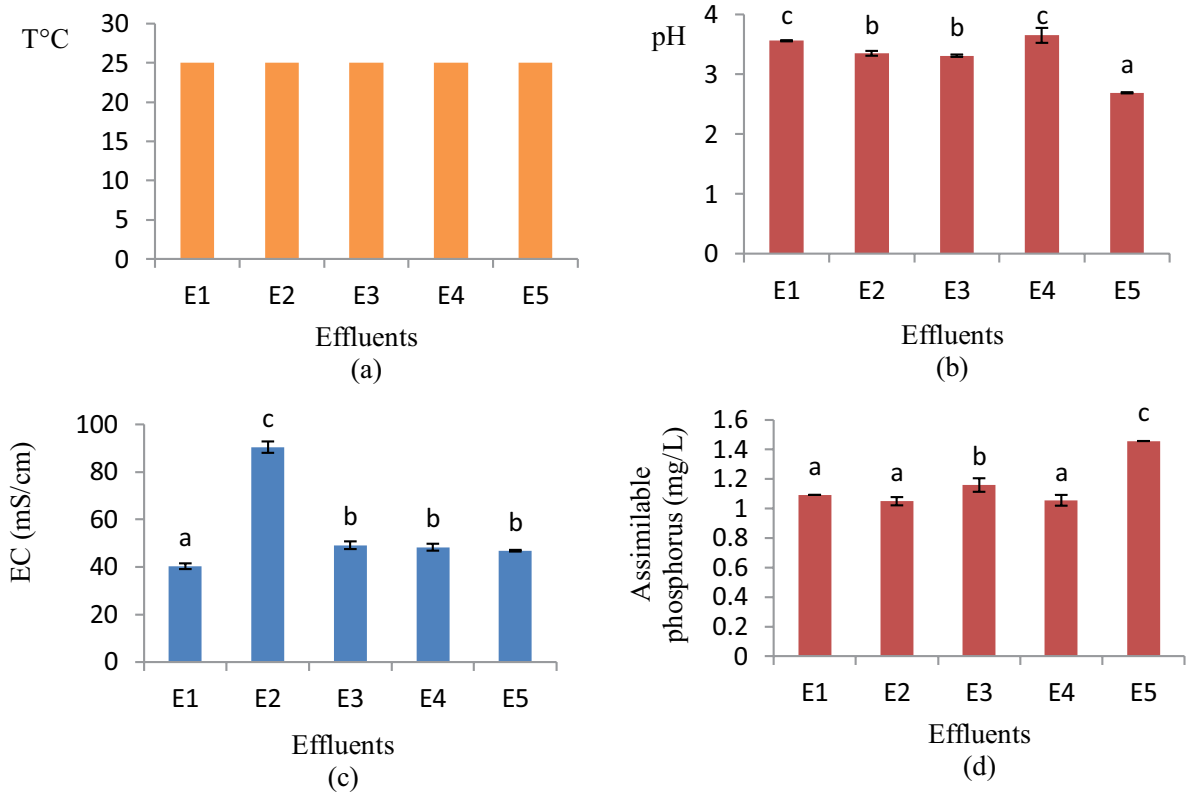 T°C
30
25
20
15
10
5
0
E1 E2 E3 E4 E5
Effluents
(a)
pH
4
3
2
1
0
c b b c a
E1 E2 E3 E4 E5
Effluents
(b)
EC (mS/cm)
100
80
60
40
20
0
a c b b b
E1 E2 E3 E4 E5
Effluents
(c)
Assimilable
phosphorus (mg/L)
1.6
1.4
1.2
1
0.8
0.6
0.4
0.2
0
a a b a c
E1 E2 E3 E4 E5
Effluents
(d)